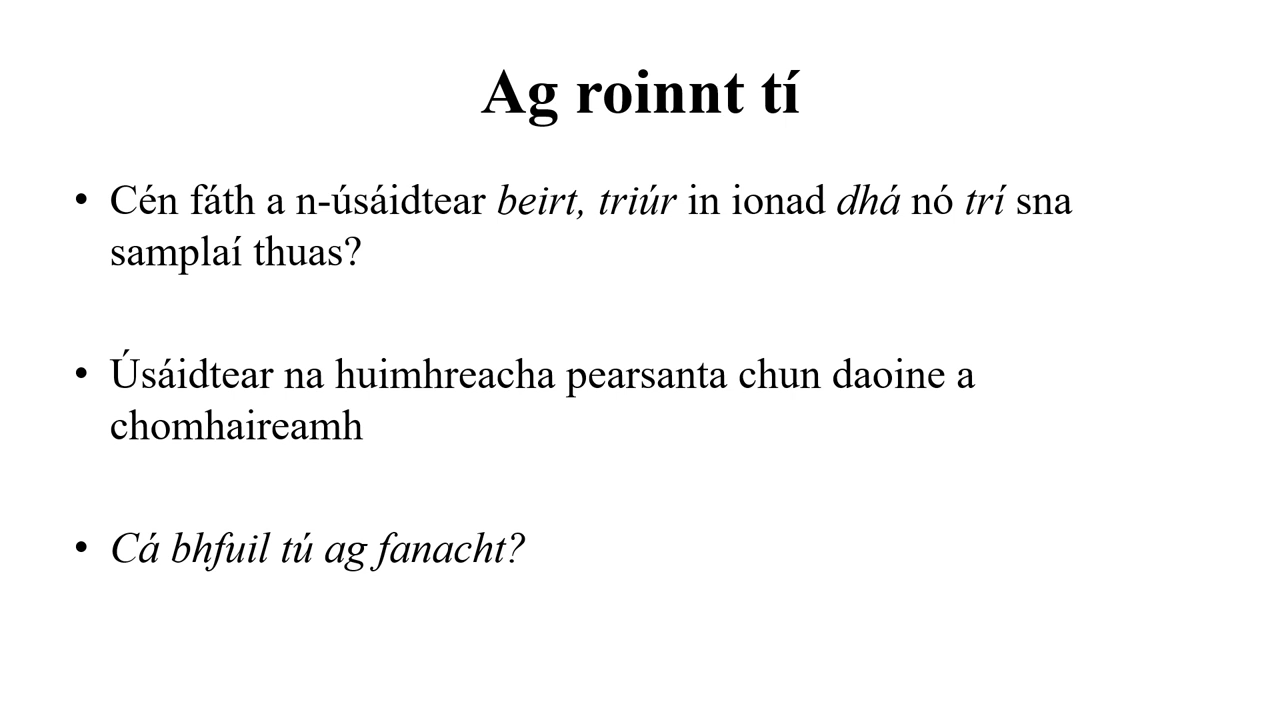 Ag roinnt tí
• Cén fáth a n-úsáidtear beirt, triúr in ionad dhá nó trí sna
samplaí thuas?
• Úsáidtear na huimhreacha pearsanta chun daoine a
chomhaireamh
• Cá bhfuil tú ag fanacht?